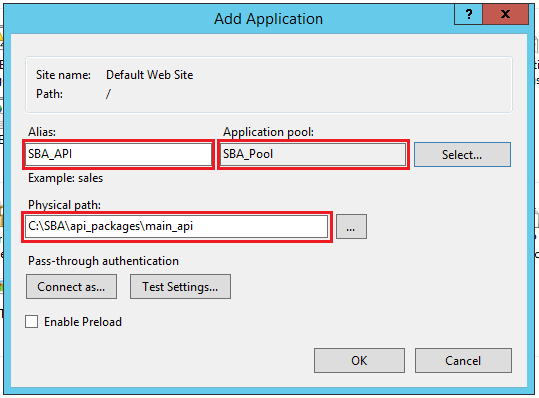 Add Application
?
x
Site name: Default Web Site
Path: /
Alias: Application pool:
SBA_API SBA_Pool Select...
Example: sales
Physical path:
C:\SBA\api_packages\main_api ...
Pass-through authentication
Connect as... Test Settings...
Enable Preload
OK Cancel